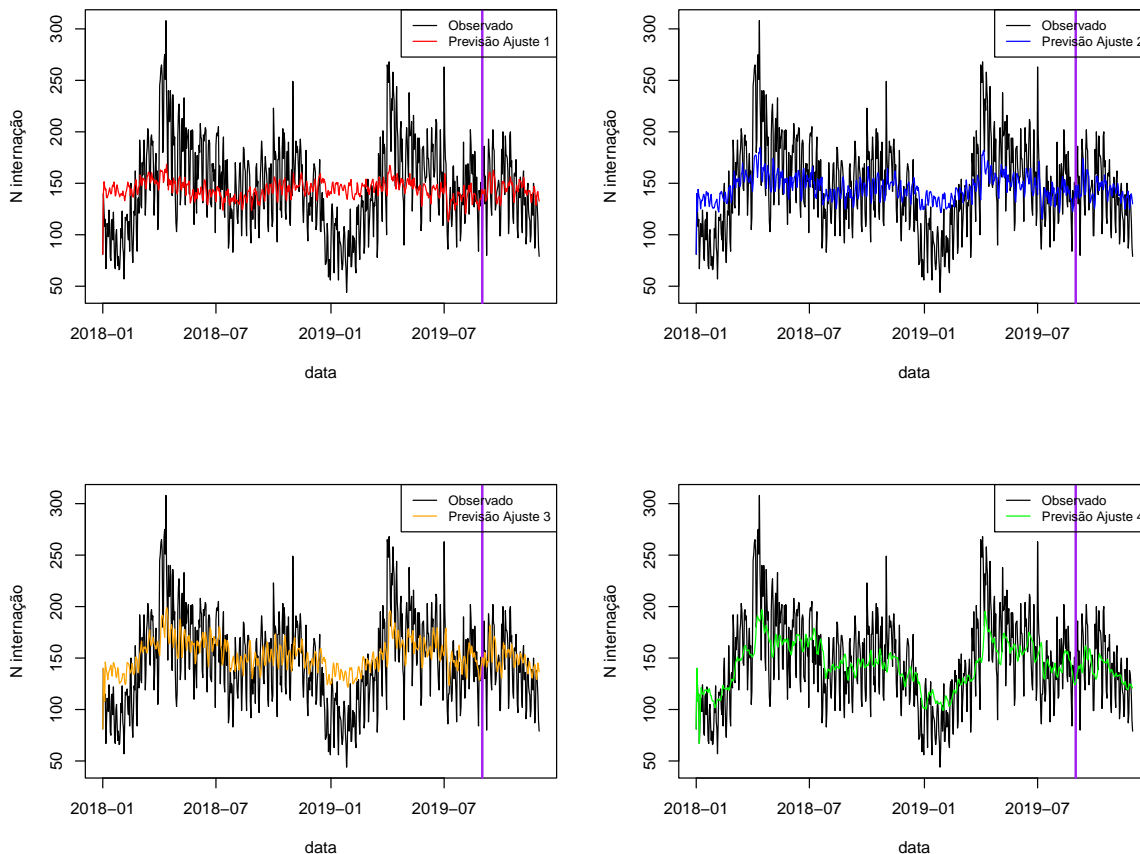 Observado
Previsão Ajuste 1
N internação
300
250
200
150
100
50
2018–01
2018–07
2019–01
2019–07
data
Observado
Previsão Ajuste 2
N internação
300
250
200
150
100
50
2018–01
2018–07
2019–01
2019–07
data
Observado
Previsão Ajuste 3
N internação
300
250
200
150
100
50
2018–01
2018–07
2019–01
2019–07
data
Observado
Previsão Ajuste 4
N internação
300
250
200
150
100
50
2018–01
2018–07
2019–01
2019–07
data